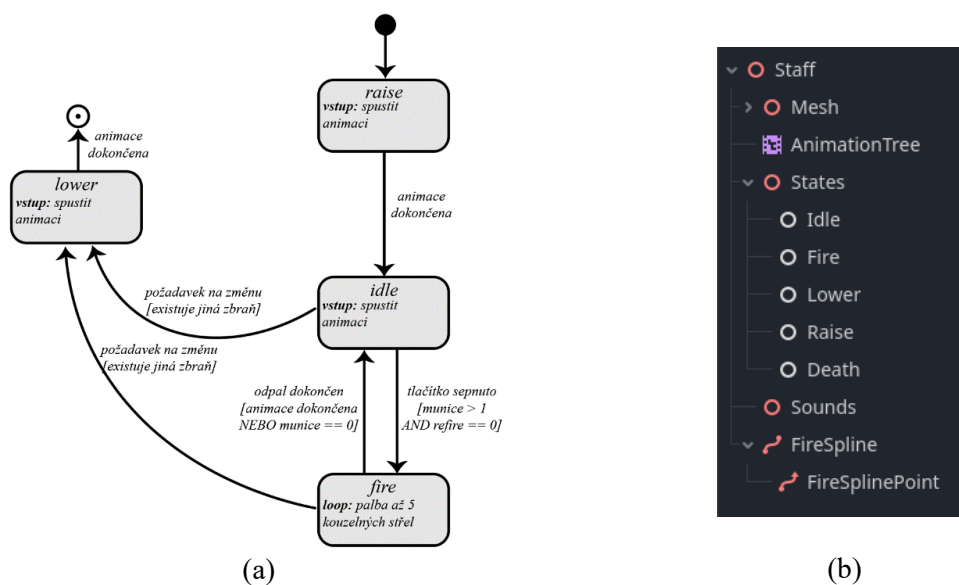 raise
vstup: spustit
animaci
animace
dokončena
lower
vstup: spustit
animaci
animace
dokončena
idle
vstup: spustit
animaci
požadavek na změnu
[existuje jiná zbraň]
požadavek na změnu
[existuje jiná zbraň]
odpal dokončen
[animace dokončena
NEBO munice == 0]
tlačítko sepnuto
[munice > 1
AND refire == 0]
fire
loop: palba až 5
kouzelných střel
(a)
Staff
Mesh
AnimationTree
States
Idle
Fire
Lower
Raise
Death
Sounds
FireSpline
FireSplinePoint
(b)